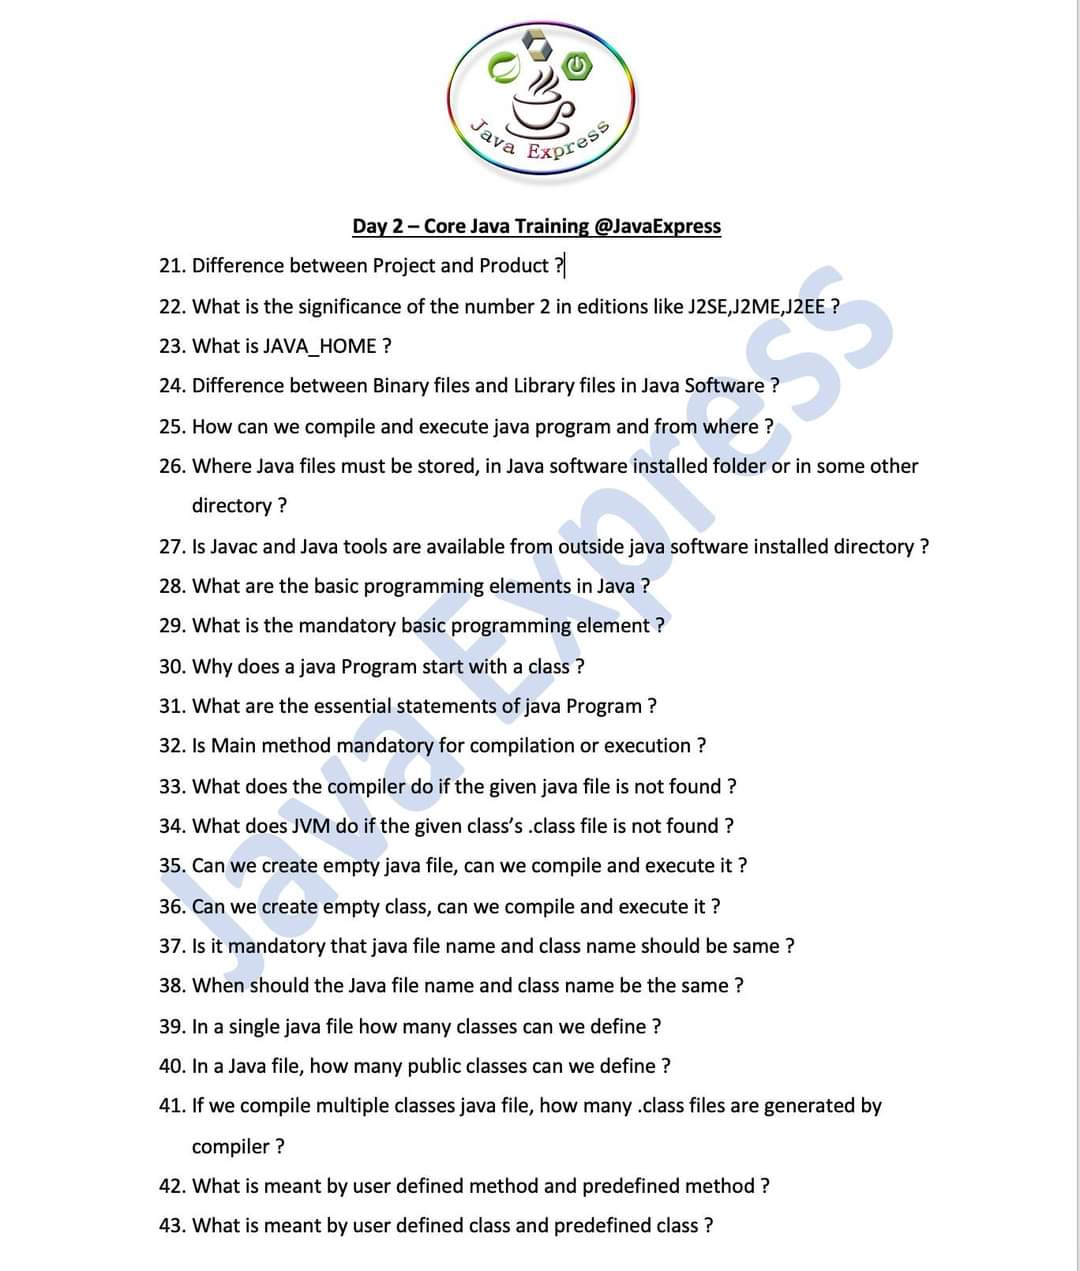 Java Express
Day 2 – Core Java Training @JavaExpress
21. Difference between Project and Product ?
22. What is the significance of the number 2 in editions like J2SE,J2ME,J2EE ?
23. What is JAVA_HOME ?
24. Difference between Binary files and Library files in Java Software ?
25. How can we compile and execute java program and from where ?
26. Where Java files must be stored, in Java software installed folder or in some other
directory ?
27. Is Javac and Java tools are available from outside java software installed directory ?
28. What are the basic programming elements in Java ?
29. What is the mandatory basic programming element ?
30. Why does a java Program start with a class ?
31. What are the essential statements of java Program ?
32. Is Main method mandatory for compilation or execution ?
33. What does the compiler do if the given java file is not found ?
34. What does JVM do if the given class’s .class file is not found ?
35. Can we create empty java file, can we compile and execute it ?
36. Can we create empty class, can we compile and execute it ?
37. Is it mandatory that java file name and class name should be same ?
38. When should the Java file name and class name be the same ?
39. In a single java file how many classes can we define ?
40. In a Java file, how many public classes can we define ?
41. If we compile multiple classes java file, how many .class files are generated by
compiler ?
42. What is meant by user defined method and predefined method ?
43. What is meant by user defined class and predefined class ?
Java Express